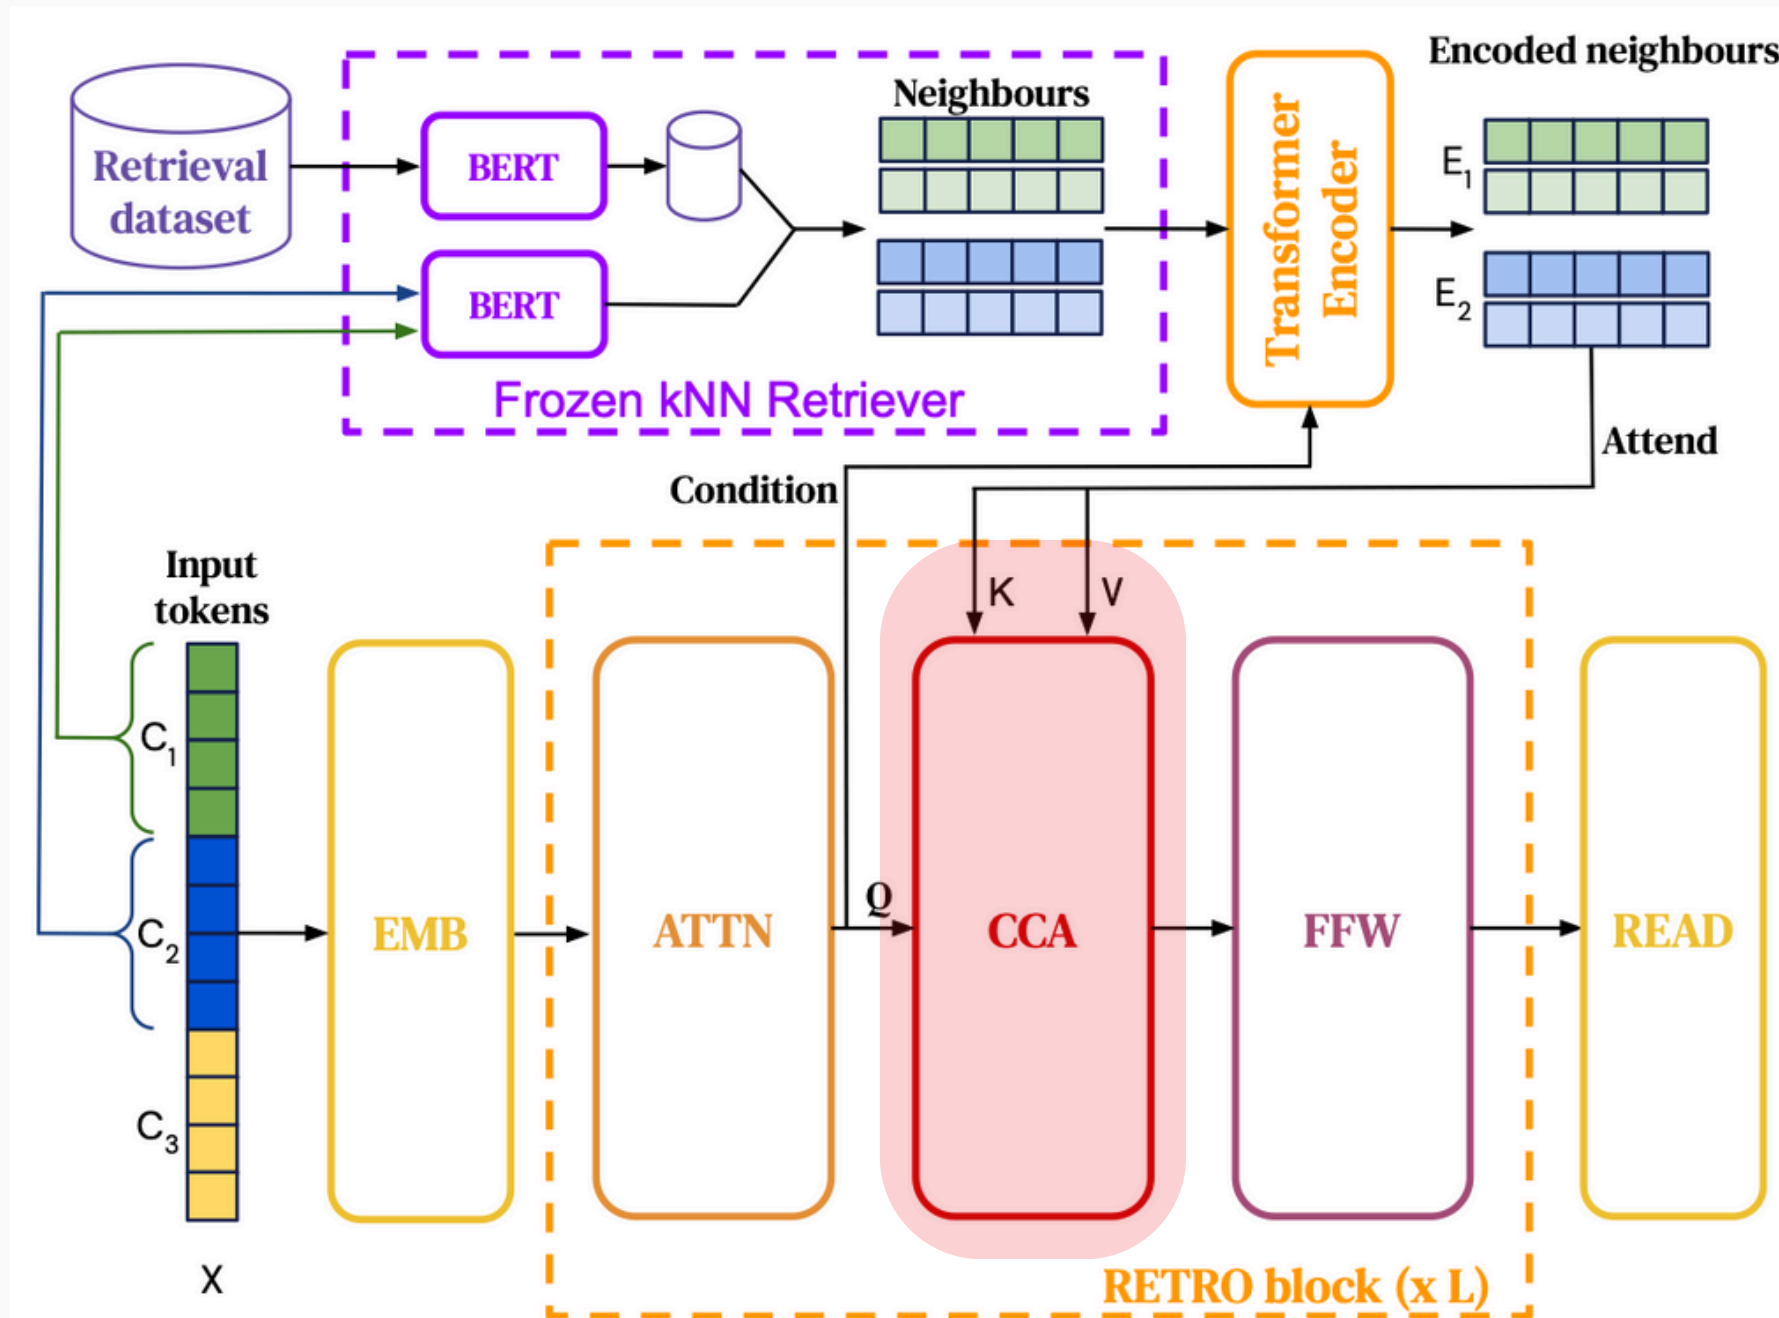 Encoded neighbours
Neighbours
Retrieval
dataset
BERT
BERT
Transformer
Encoder
E1
E2
Frozen kNN Retriever
Attend
Condition
Input
tokens
K
V
C1
C2
C3
Q
EMB
ATTN
CCA
FFW
READ
X
RETRO block (x L)